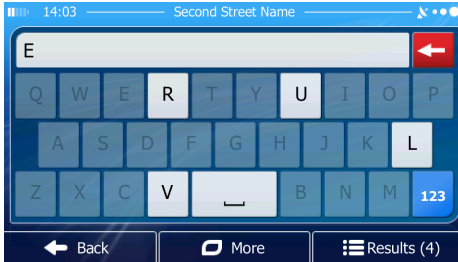 14:03 Second Street Name
E
Q W E R T Y U I O P
A S D F G H J K L
Z X C V B N M 123
Back More Results (4)